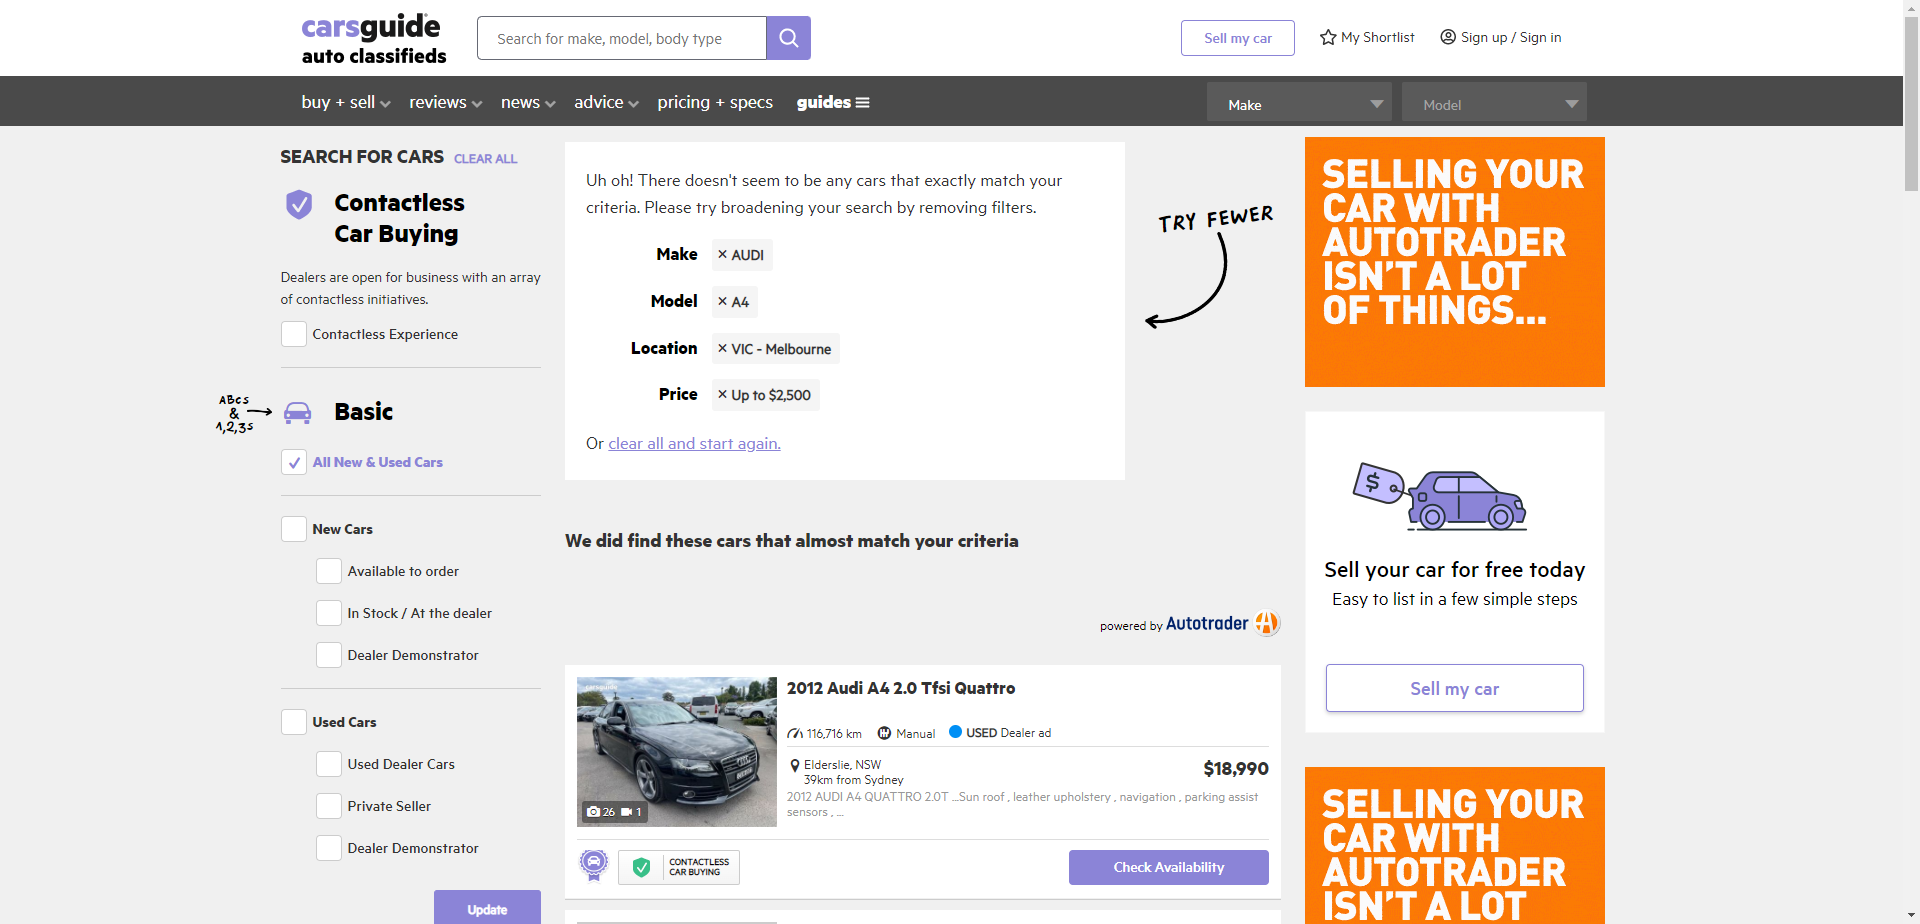 carsguide
auto classifieds
Search for make, model, body type
Sell my car
My Shortlist
Sign up / Sign in
buy + sell
reviews
news
advice
pricing + specs
guides
Make
Model
SEARCH FOR CARS
CLEAR ALL
Contactless
Car Buying
Dealers are open for business with an array
of contactless initiatives.
Contactless Experience
ABCs
&
1,2,3s
Basic
All New & Used Cars
New Cars
Available to order
In Stock / At the dealer
Dealer Demonstrator
Used Cars
Used Dealer Cars
Private Seller
Dealer Demonstrator
Update
Uh oh! There doesn't seem to be any cars that exactly match your
criteria. Please try broadening your search by removing filters.
Make × AUDI
Model × A4
Location × VIC - Melbourne
Price × Up to $2,500
Or clear all and start again.
TRY FEWER
We did find these cars that almost match your criteria
powered by Autotrader
carsguide
26 1
2012 Audi A4 2.0 Tfsi Quattro
116,716 km
Manual
USED Dealer ad
Elderslie, NSW
39km from Sydney
$18,990
2012 AUDI A4 QUATTRO 2.0T ...Sun roof , leather upholstery , navigation , parking assist
sensors , ...
CONTACTLESS
CAR BUYING
Check Availability
SELLING YOUR
CAR WITH
AUTOTRADER
ISN'T A LOT
OF THINGS...
$
Sell your car for free today
Easy to list in a few simple steps
Sell my car
SELLING YOUR
CAR WITH
AUTOTRADER
ISN'T A LOT